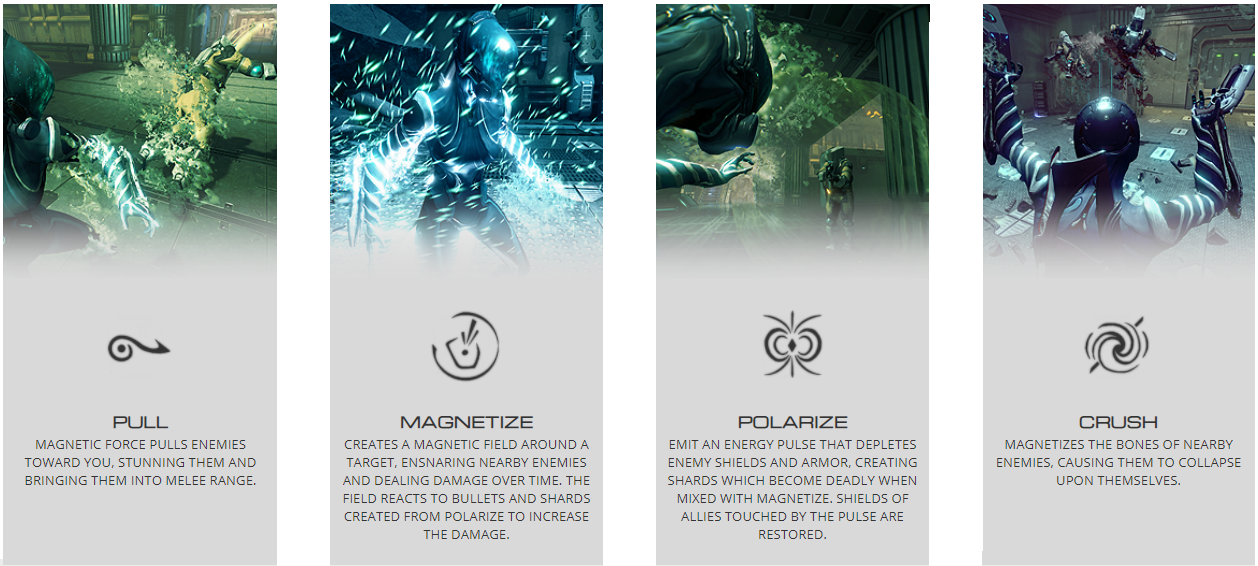 PULL
MAGNETIC FORCE PULLS ENEMIES
TOWARD YOU, STUNNING THEM AND
BRINGING THEM INTO MELEE RANGE.
MAGNETIZE
CREATES A MAGNETIC FIELD AROUND A
TARGET, ENSNARING NEARBY ENEMIES
AND DEALING DAMAGE OVER TIME. THE
FIELD REACTS TO BULLETS AND SHARDS
CREATED FROM POLARIZE TO INCREASE
THE DAMAGE.
POLARIZE
EMIT AN ENERGY PULSE THAT DEPLETES
ENEMY SHIELDS AND ARMOR, CREATING
SHARDS WHICH BECOME DEADLY WHEN
MIXED WITH MAGNETIZE. SHIELDS OF
ALLIES TOUCHED BY THE PULSE ARE
RESTORED.
CRUSH
MAGNETIZES THE BONES OF NEARBY
ENEMIES, CAUSING THEM TO COLLAPSE
UPON THEMSELVES.